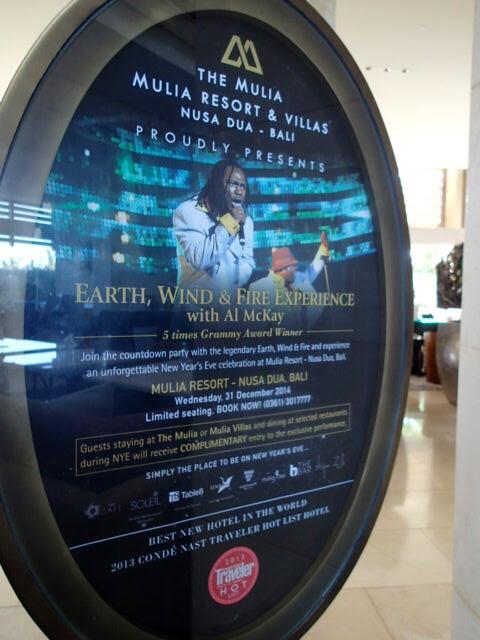 THE MULIA
MULIA RESORT & VILLAS
NUSA DUA - BALI
PROUDLY PRESENTS
EARTH, WIND & FIRE EXPERIENCE
with Al McKay
5 times Grammy Award Winner
Join the countdown party with the legendary Earth, Wind & Fire and experience
an unforgettable New Year's Eve celebration at Mulia Resort - Nusa Dua, Bali.
MULIA RESORT - NUSA DUA, BALI
Wednesday, 31 December 2014
Limited seating. BOOK NOW! (0361) 3017777
Guests staying at The Mulia or Mulia Villas and dining at selected restaurants
during NYE will receive COMPLIMENTARY entry to the exclusive performance.
SIMPLY THE PLACE TO BE ON NEW YEAR'S EVE...
CAFÉ SOLEIL Table8 THE BAR
BEST NEW HOTEL IN THE WORLD
2013 CONDÉ NAST TRAVELER HOT LIST HOTEL
2013
Traveler
HOT
LIST